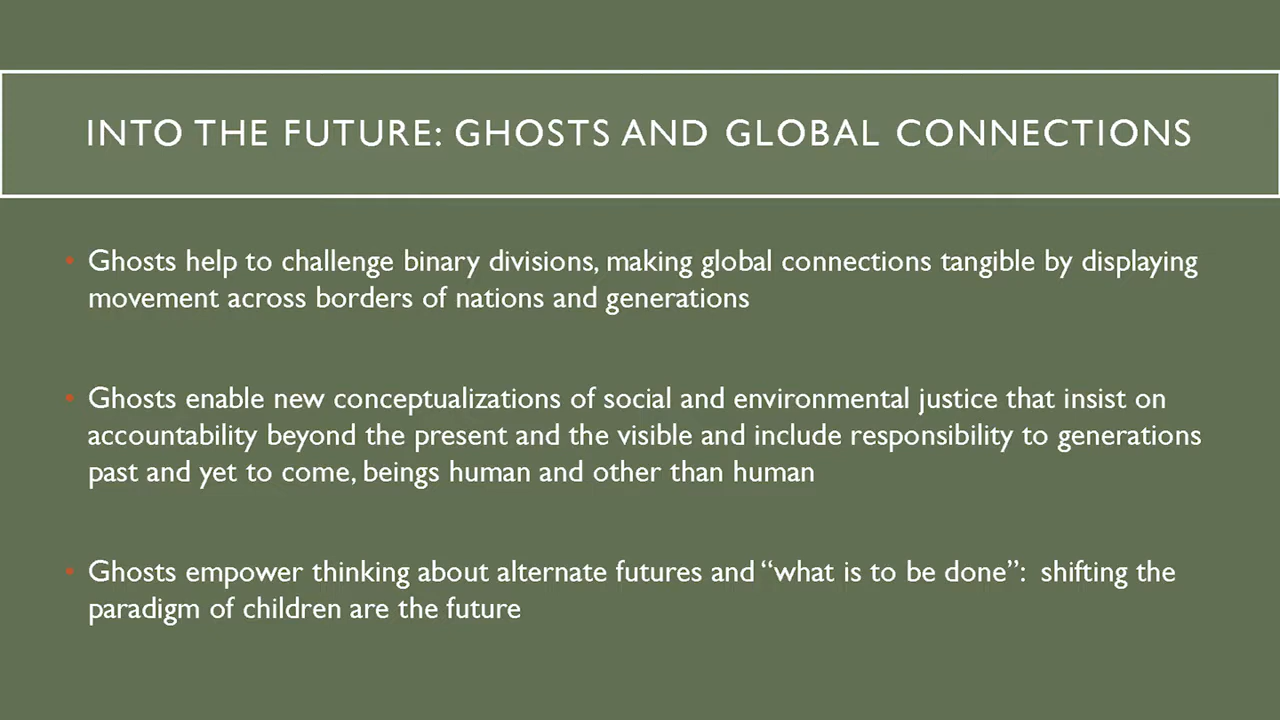 INTO THE FUTURE: GHOSTS AND GLOBAL CONNECTIONS
• Ghosts help to challenge binary divisions, making global connections tangible by displaying
movement across borders of nations and generations
• Ghosts enable new conceptualizations of social and environmental justice that insist on
accountability beyond the present and the visible and include responsibility to generations
past and yet to come, beings human and other than human
• Ghosts empower thinking about alternate futures and “what is to be done”:  shifting the
paradigm of children are the future